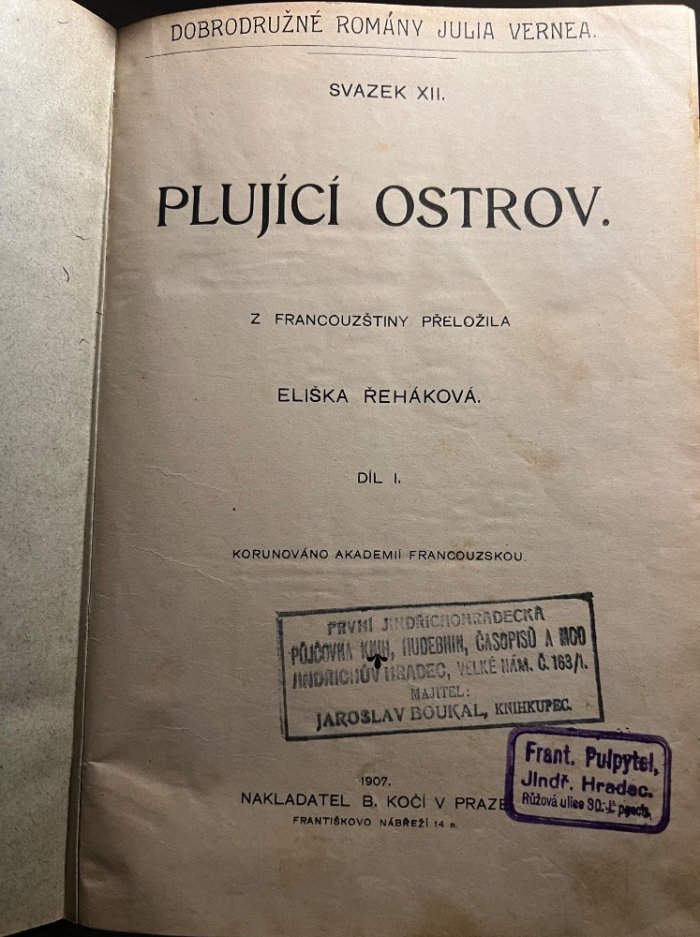 DOBRODRUŽNÉ ROMÁNY JULIA VERNEA.
SVAZEK XII.
PLUJÍCÍ OSTROV.
Z FRANCOUZŠTINY PŘELOŽILA
ELIŠKA ŘEHÁKOVÁ.
DÍL I.
KORUNOVÁNO AKADEMIÍ FRANCOUZSKOU.
PRVNÍ JINDŘICHOHRADECKÁ
PŮJČOVNA KNIH, HUDEBNIN, ČASOPISŮ A MOD
JINDŘICHŮV HRADEC, VELKÉ NÁM. Č. 163/I.
MAJITEL:
JAROSLAV BOUKAL, KNIHKUPEC.
Frant. Pulpytel,
Jindř. Hradec.
Růžová ulice 30.
1907.
NAKLADATEL B. KOČÍ V PRAZE
FRANTIŠKOVO NÁBŘEŽÍ 14 n.